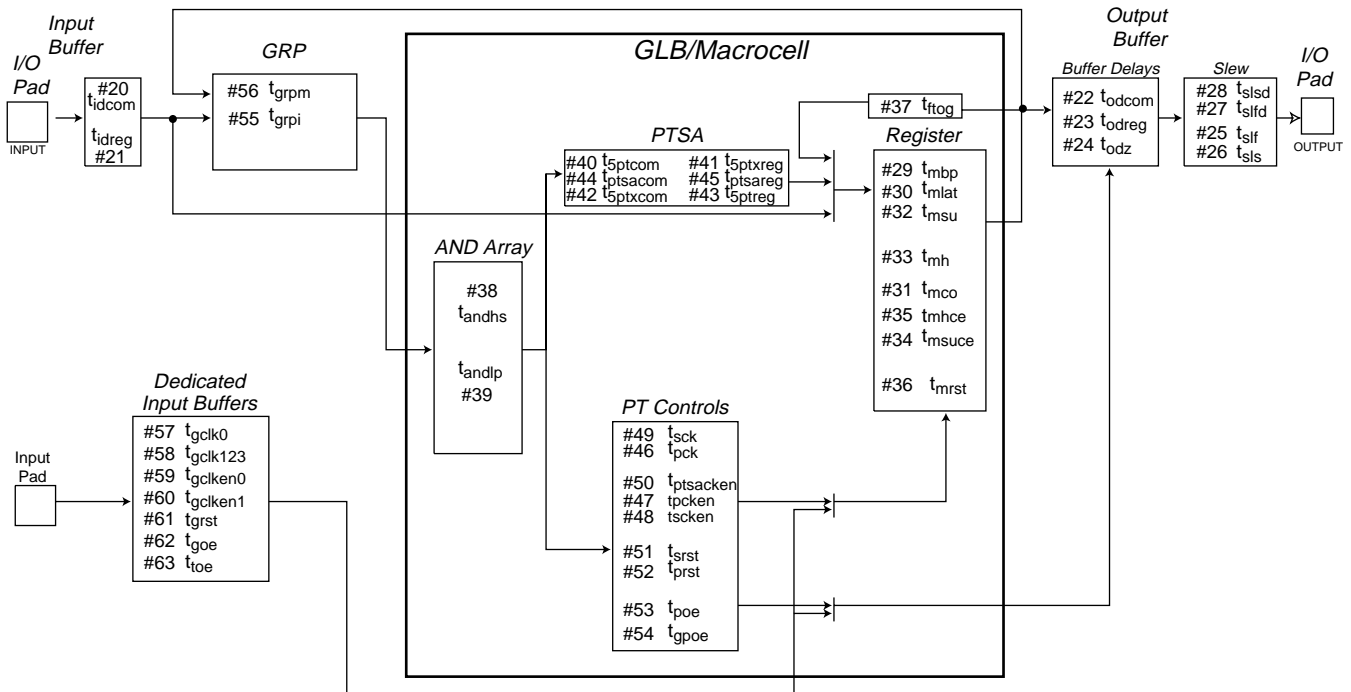 Input
Buffer
I/O
Pad
INPUT
#20
tidcom
tidreg
#21
GRP
#56 tgrpm
#55 tgrpi
GLB/Macrocell
#37 tftog
PTSA
#40 t5ptcom #41 t5ptxreg
#44 tptsacom #45 tptsareg
#42 t5ptxcom #43 t5ptreg
Register
#29 tmbp
#30 tmlat
#32 tmsu
#33 tmh
#31 tmco
#35 tmhce
#34 tmsuce
#36 tmrst
Output
Buffer
Buffer Delays
#22 todcom
#23 todreg
#24 todz
Slew
#28 tslsd
#27 tslfd
#25 tslf
#26 tsls
I/O
Pad
OUTPUT
AND Array
#38
tandhs
tandlp
#39
Dedicated
Input Buffers
Input
Pad
#57 tgclk0
#58 tgclk123
#59 tgclken0
#60 tgclken1
#61 tgrst
#62 tgoe
#63 ttoe
PT Controls
#49 tsck
#46 tpck
#50 tptsacken
#47 tpcken
#48 tscken
#51 tsrst
#52 tprst
#53 tpoe
#54 tgpoe